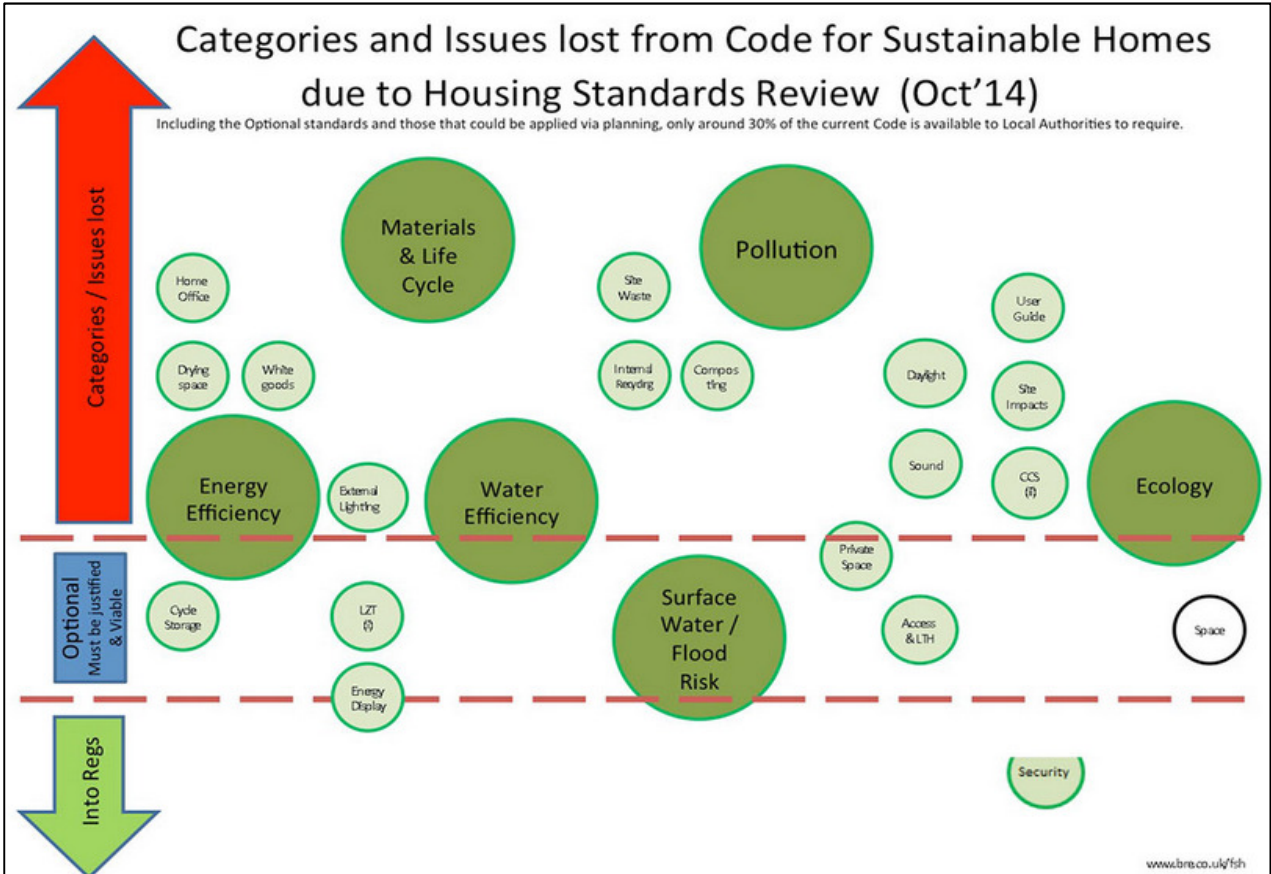 Categories and Issues lost from Code for Sustainable Homes
due to Housing Standards Review (Oct'14)
Including the Optional standards and those that could be applied via planning, only around 30% of the current Code is available to Local Authorities to require.
Categories / Issues lost
Materials
& Life
Cycle
Pollution
Home
Office
Site
Waste
User
Guide
Drying
space
White
goods
Internal
Recycling
Compos
ting
Daylight
Site
Impacts
Energy
Efficiency
External
Lighting
Water
Efficiency
Sound
CCS
(?)
Ecology
Optional
Must be justified
& Viable
Private
Space
Cycle
Storage
LZT
(?)
Surface
Water /
Flood
Risk
Access
& LTH
Space
Energy
Display
Into Regs
Security
www.bre.co.uk/fsh